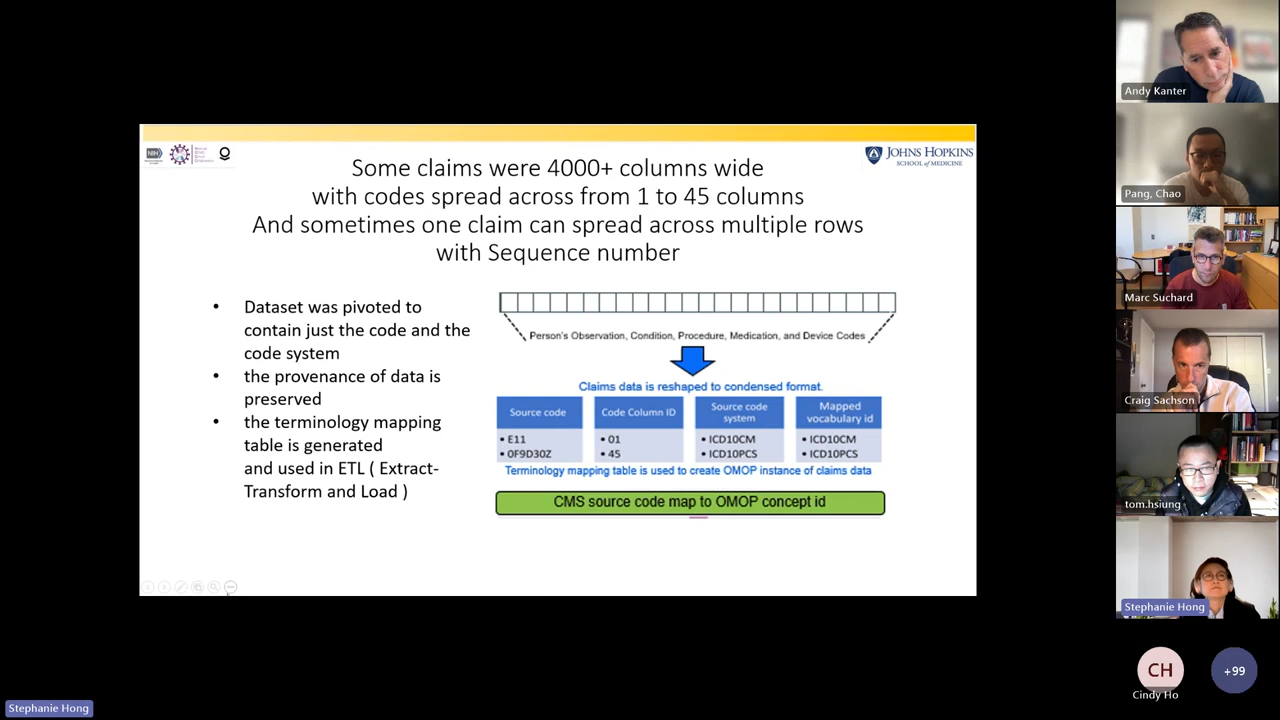 NIH
JOHNS HOPKINS
SCHOOL of MEDICINE
Some claims were 4000+ columns wide
with codes spread across from 1 to 45 columns
And sometimes one claim can spread across multiple rows
with Sequence number
• Dataset was pivoted to
contain just the code and the
code system
• the provenance of data is
preserved
• the terminology mapping
table is generated
and used in ETL ( Extract-
Transform and Load )
Person's Observation, Condition, Procedure, Medication, and Device Codes
Claims data is reshaped to condensed format.
Source code
Code Column ID
Source code
system
Mapped
vocabulary id
• E11
• 0F9D30Z
• 01
• 45
• ICD10CM
• ICD10PCS
• ICD10CM
• ICD10PCS
Terminology mapping table is used to create OMOP instance of claims data
CMS source code map to OMOP concept id
Andy Kanter
Pang, Chao
Marc Suchard
Craig Sachson
tom.hsiung
Stephanie Hong
CH
Cindy Ho
+99
Stephanie Hong